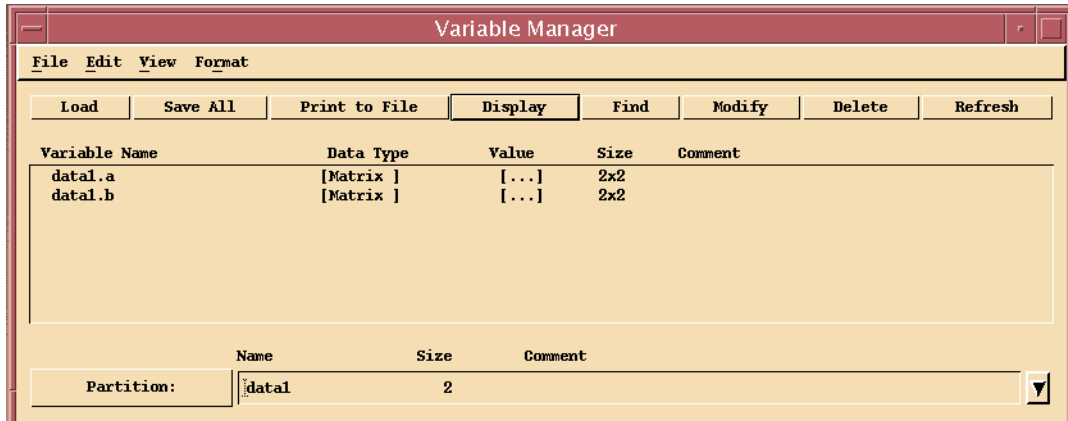 Variable Manager
File Edit View Format
Load Save All Print to File Display Find Modify Delete Refresh
Variable Name Data Type Value Size Comment
data1.a [Matrix ] [...] 2x2
data1.b [Matrix ] [...] 2x2
Name Size Comment
Partition: data1 2